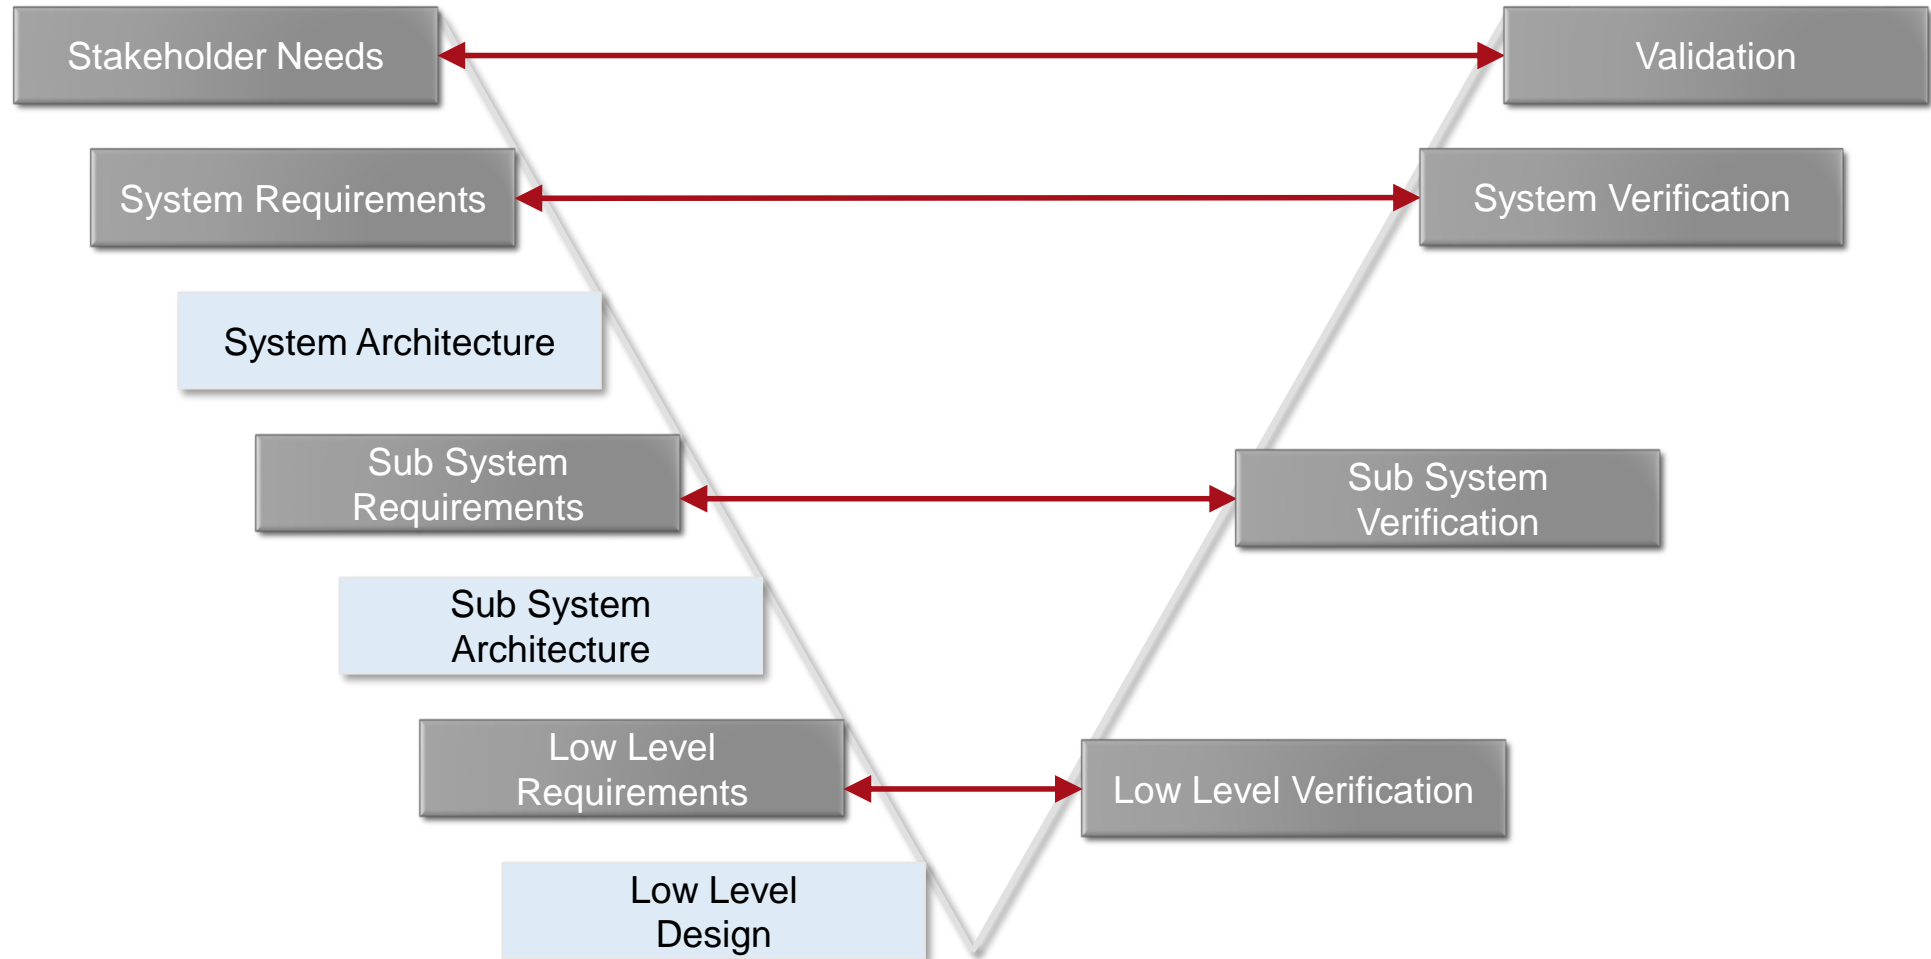 Stakeholder Needs
Validation
System Requirements
System Verification
System Architecture
Sub System
Requirements
Sub System
Verification
Sub System
Architecture
Low Level
Requirements
Low Level Verification
Low Level
Design